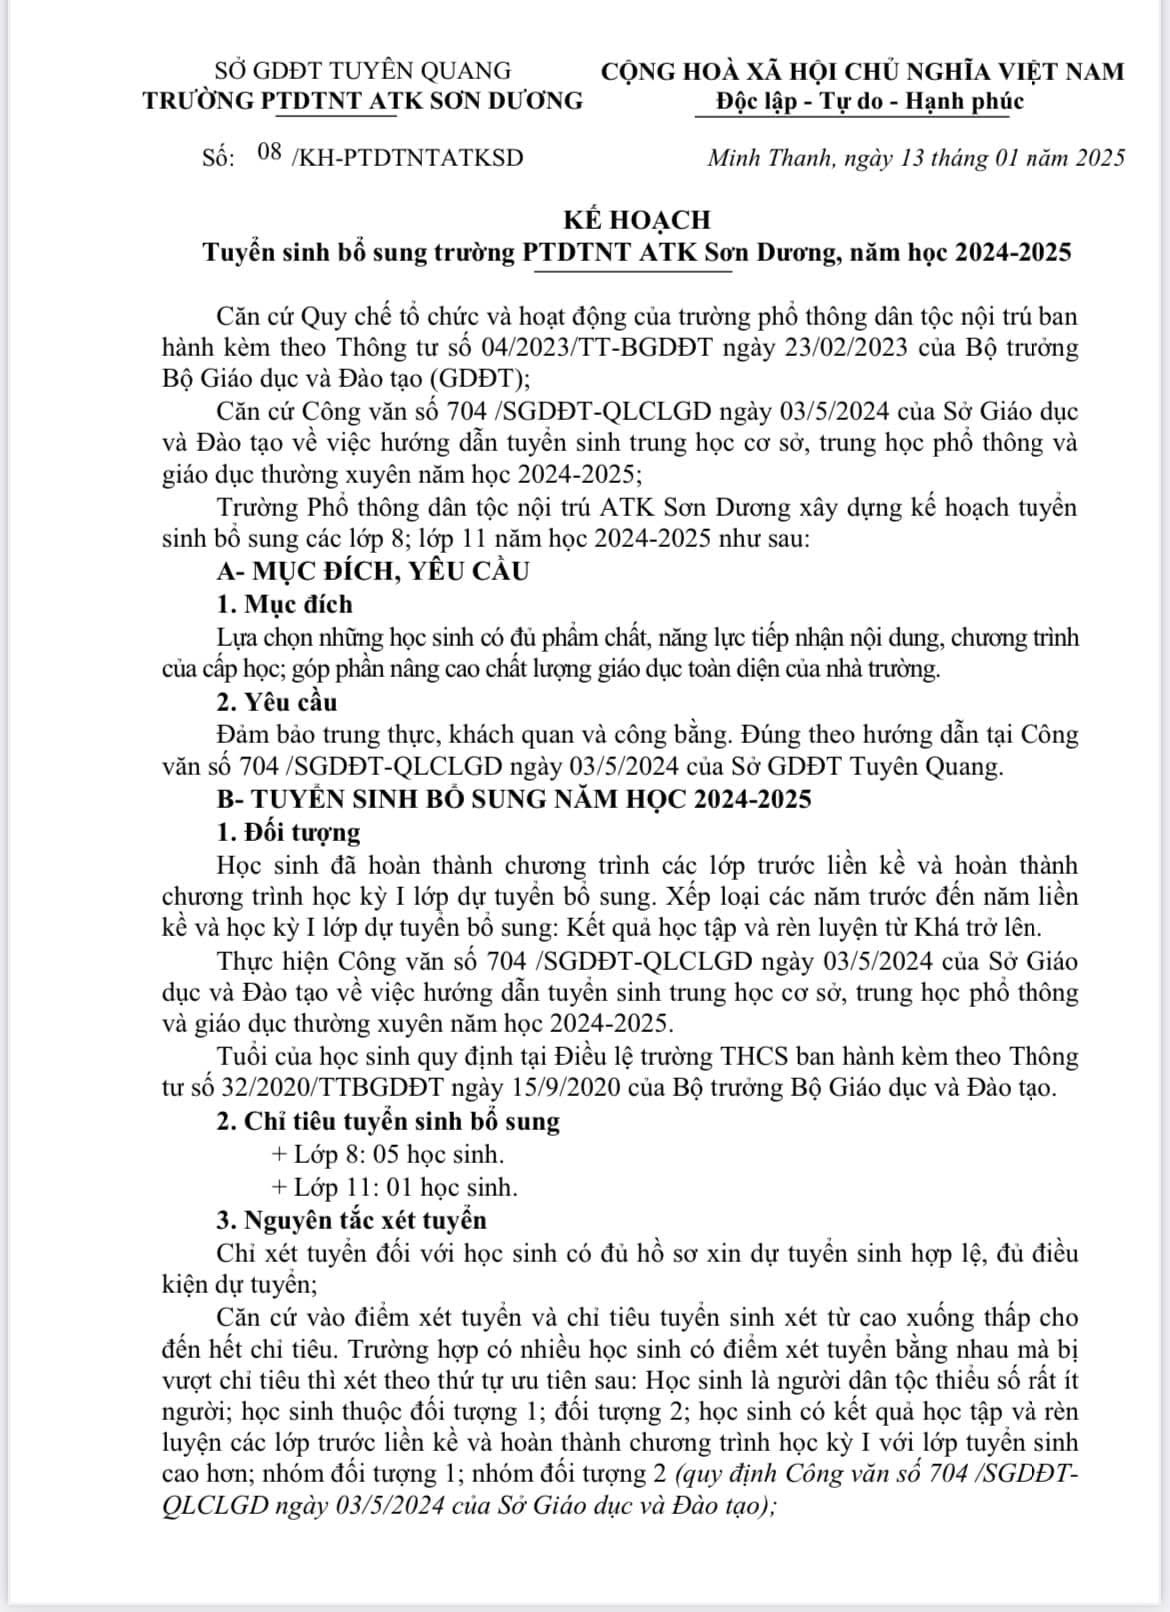 SỞ GDĐT TUYÊN QUANG
TRƯỜNG PTDTNT ATK SƠN DƯƠNG
CỘNG HOÀ XÃ HỘI CHỦ NGHĨA VIỆT NAM
Độc lập - Tự do - Hạnh phúc
Số: 08 /KH-PTDTNTATKSD
Minh Thanh, ngày 13 tháng 01 năm 2025
KẾ HOẠCH
Tuyển sinh bổ sung trường PTDTNT ATK Sơn Dương, năm học 2024-2025
Căn cứ Quy chế tổ chức và hoạt động của trường phổ thông dân tộc nội trú ban
hành kèm theo Thông tư số 04/2023/TT-BGDĐT ngày 23/02/2023 của Bộ trưởng
Bộ Giáo dục và Đào tạo (GDĐT);
Căn cứ Công văn số 704 /SGDĐT-QLCLGD ngày 03/5/2024 của Sở Giáo dục
và Đào tạo về việc hướng dẫn tuyển sinh trung học cơ sở, trung học phổ thông và
giáo dục thường xuyên năm học 2024-2025;
Trường Phổ thông dân tộc nội trú ATK Sơn Dương xây dựng kế hoạch tuyển
sinh bổ sung các lớp 8; lớp 11 năm học 2024-2025 như sau:
A- MỤC ĐÍCH, YÊU CẦU
1. Mục đích
Lựa chọn những học sinh có đủ phẩm chất, năng lực tiếp nhận nội dung, chương trình
của cấp học; góp phần nâng cao chất lượng giáo dục toàn diện của nhà trường.
2. Yêu cầu
Đảm bảo trung thực, khách quan và công bằng. Đúng theo hướng dẫn tại Công
văn số 704 /SGDĐT-QLCLGD ngày 03/5/2024 của Sở GDĐT Tuyên Quang.
B- TUYỂN SINH BỔ SUNG NĂM HỌC 2024-2025
1. Đối tượng
Học sinh đã hoàn thành chương trình các lớp trước liền kề và hoàn thành
chương trình học kỳ I lớp dự tuyển bổ sung. Xếp loại các năm trước đến năm liền
kề và học kỳ I lớp dự tuyển bổ sung: Kết quả học tập và rèn luyện từ Khá trở lên.
Thực hiện Công văn số 704 /SGDĐT-QLCLGD ngày 03/5/2024 của Sở Giáo
dục và Đào tạo về việc hướng dẫn tuyển sinh trung học cơ sở, trung học phổ thông
và giáo dục thường xuyên năm học 2024-2025.
Tuổi của học sinh quy định tại Điều lệ trường THCS ban hành kèm theo Thông
tư số 32/2020/TTBGDĐT ngày 15/9/2020 của Bộ trưởng Bộ Giáo dục và Đào tạo.
2. Chỉ tiêu tuyển sinh bổ sung
+ Lớp 8: 05 học sinh.
+ Lớp 11: 01 học sinh.
3. Nguyên tắc xét tuyển
Chỉ xét tuyển đối với học sinh có đủ hồ sơ xin dự tuyển sinh hợp lệ, đủ điều
kiện dự tuyển;
Căn cứ vào điểm xét tuyển và chỉ tiêu tuyển sinh xét từ cao xuống thấp cho
đến hết chỉ tiêu. Trường hợp có nhiều học sinh có điểm xét tuyển bằng nhau mà bị
vượt chỉ tiêu thì xét theo thứ tự ưu tiên sau: Học sinh là người dân tộc thiểu số rất ít
người; học sinh thuộc đối tượng 1; đối tượng 2; học sinh có kết quả học tập và rèn
luyện các lớp trước liền kề và hoàn thành chương trình học kỳ I với lớp tuyển sinh
cao hơn; nhóm đối tượng 1; nhóm đối tượng 2 (quy định Công văn số 704 /SGDĐT-
QLCLGD ngày 03/5/2024 của Sở Giáo dục và Đào tạo);